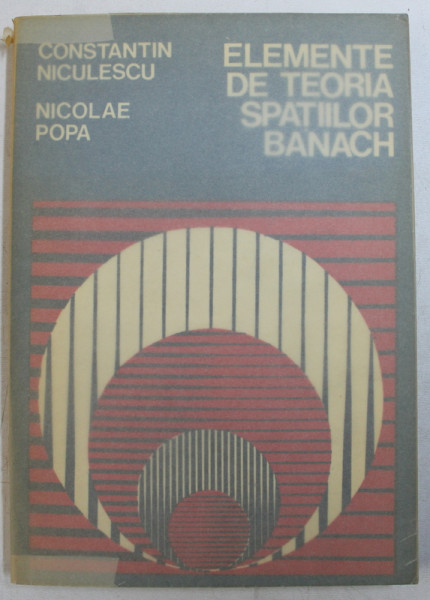 CONSTANTIN
NICULESCU
NICOLAE
POPA
ELEMENTE
DE TEORIA
SPATIILOR
BANACH